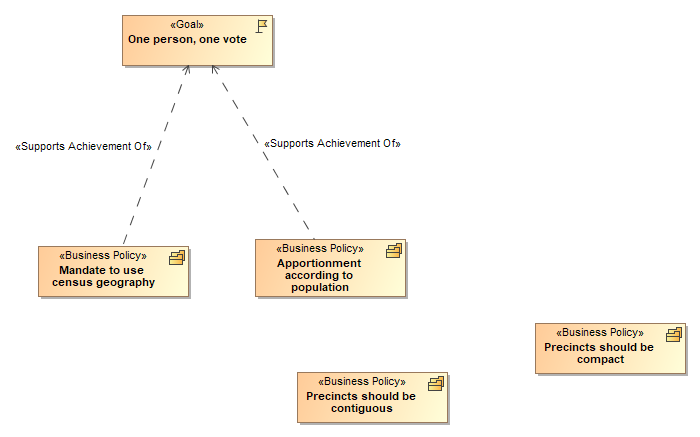 «Goal»
One person, one vote
«Supports Achievement Of»
«Supports Achievement Of»
«Business Policy»
Mandate to use
census geography
«Business Policy»
Apportionment
according to
population
«Business Policy»
Precincts should be
compact
«Business Policy»
Precincts should be
contiguous